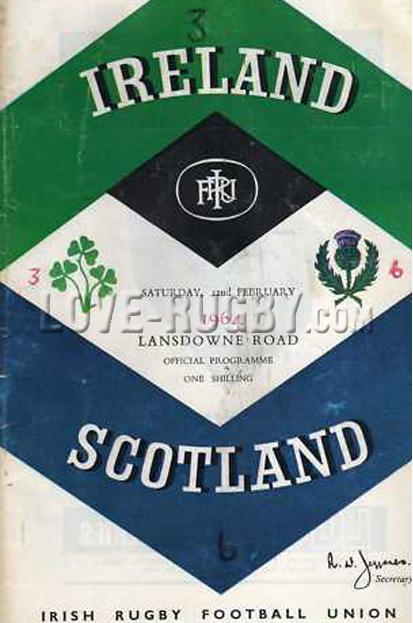 3
IRELAND
IRFU
3
6
SATURDAY, 22nd FEBRUARY
1964
LOVE-RUGBY.COM
LANSDOWNE ROAD
OFFICIAL PROGRAMME
ONE SHILLING
SCOTLAND
6
Secretary
IRISH RUGBY FOOTBALL UNION